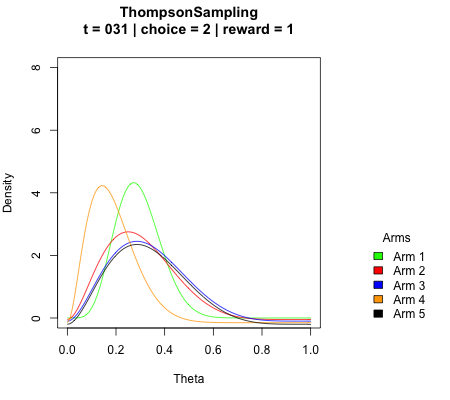 ThompsonSampling
t = 031 | choice = 2 | reward = 1
8
6
4
2
0
Density
0.0 0.2 0.4 0.6 0.8 1.0
Theta
Arms
Arm 1
Arm 2
Arm 3
Arm 4
Arm 5